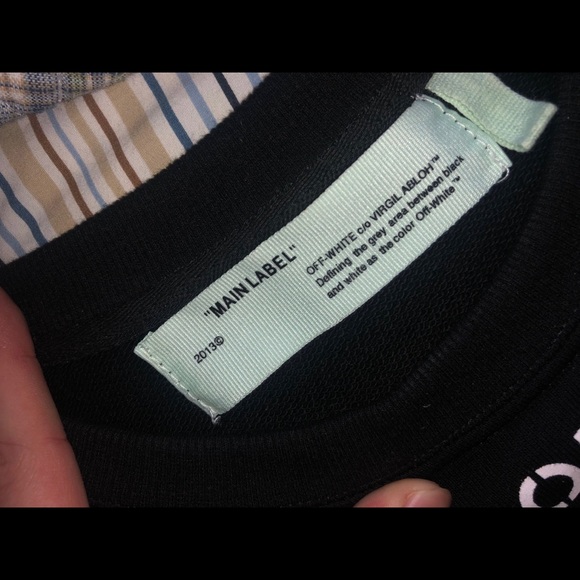 "MAIN LABEL"
2013©
OFF-WHITE c/o VIRGIL ABLOH™
Defining the grey area between black
and white as the color Off-White™